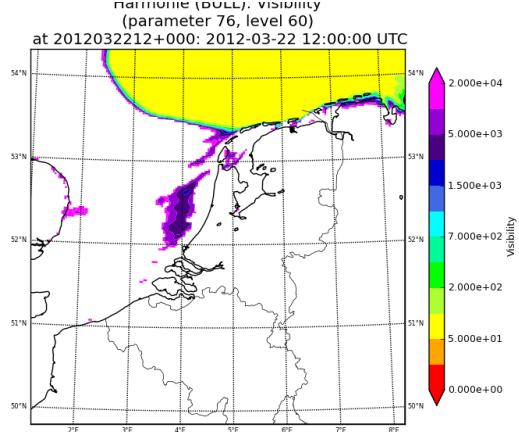 Harmonie (BULL): Visibility
(parameter 76, level 60)
at 2012032212+000: 2012-03-22 12:00:00 UTC
54°N 54°N
53°N 53°N
52°N 52°N
51°N 51°N
50°N 50°N
2°E 3°E 4°E 5°E 6°E 7°E 8°E
2.000e+04
5.000e+03
1.500e+03
7.000e+02
2.000e+02
5.000e+01
0.000e+00
Visibility